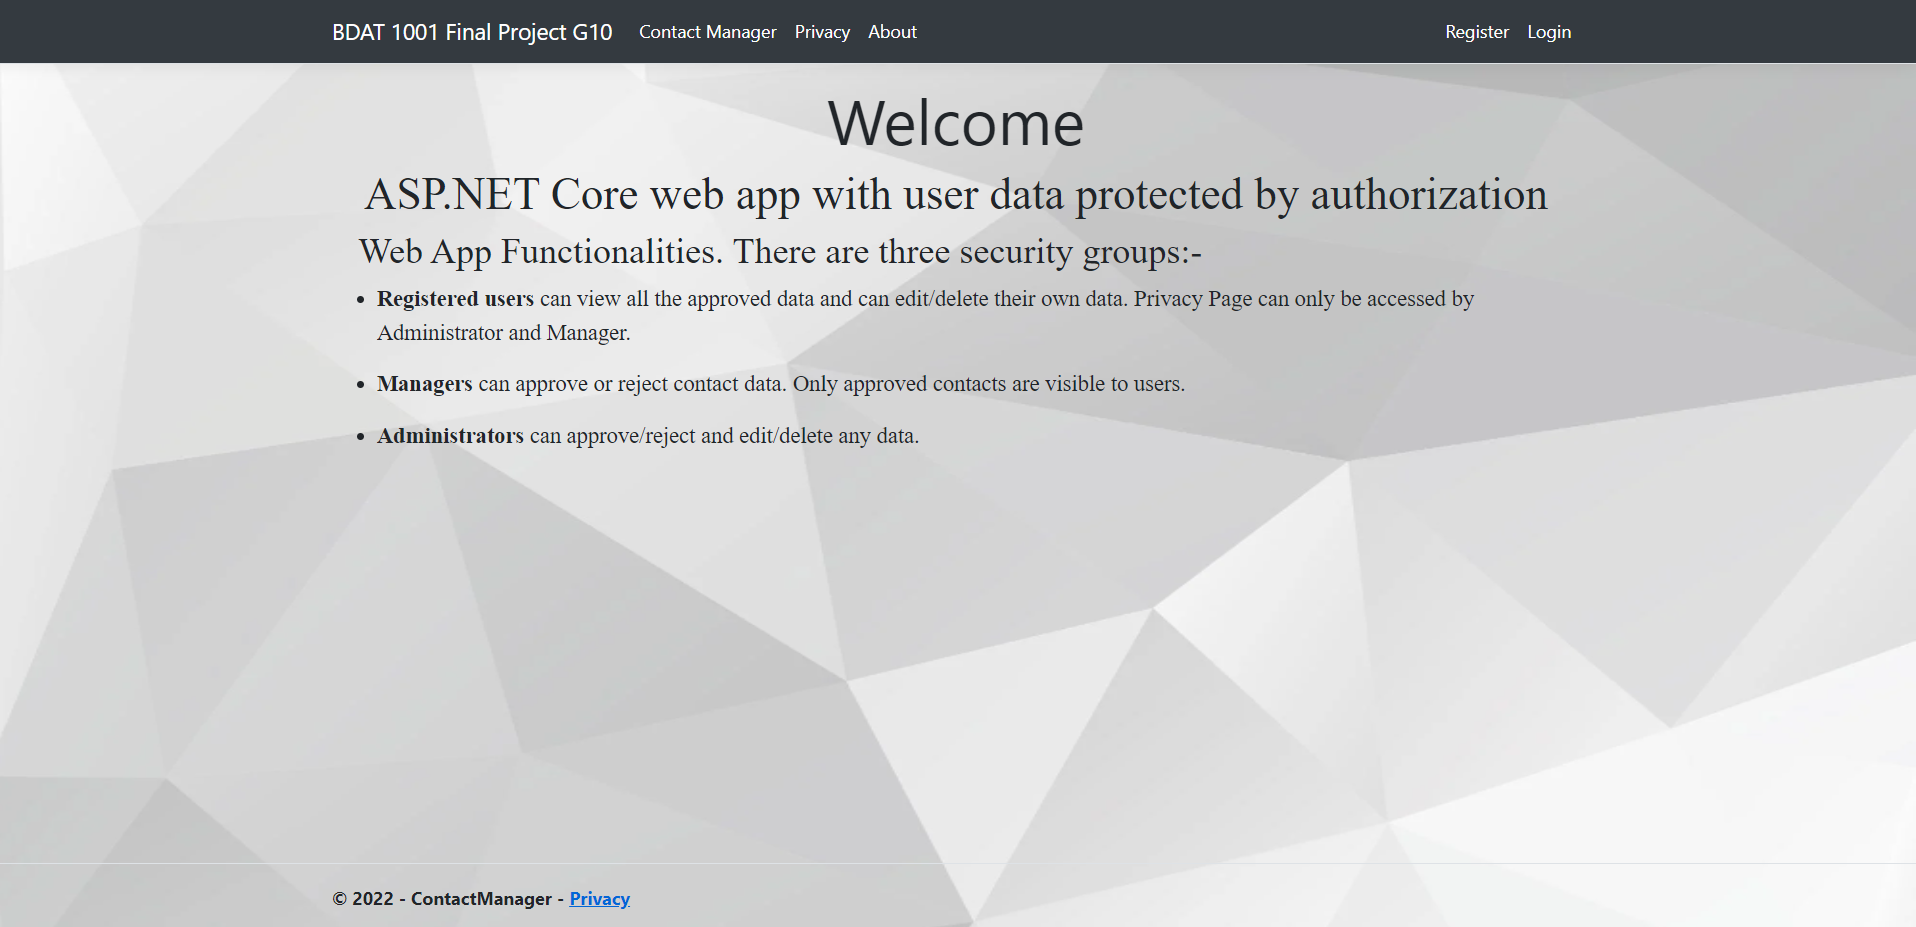 BDAT 1001 Final Project G10 Contact Manager Privacy About Register Login
Welcome
ASP.NET Core web app with user data protected by authorization
Web App Functionalities. There are three security groups:-
• Registered users can view all the approved data and can edit/delete their own data. Privacy Page can only be accessed by
Administrator and Manager.
• Managers can approve or reject contact data. Only approved contacts are visible to users.
• Administrators can approve/reject and edit/delete any data.
© 2022 - ContactManager - Privacy